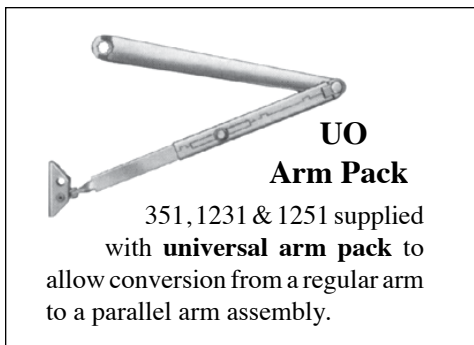 UO
Arm Pack
351, 1231 & 1251 supplied
with universal arm pack to
allow conversion from a regular arm
to a parallel arm assembly.